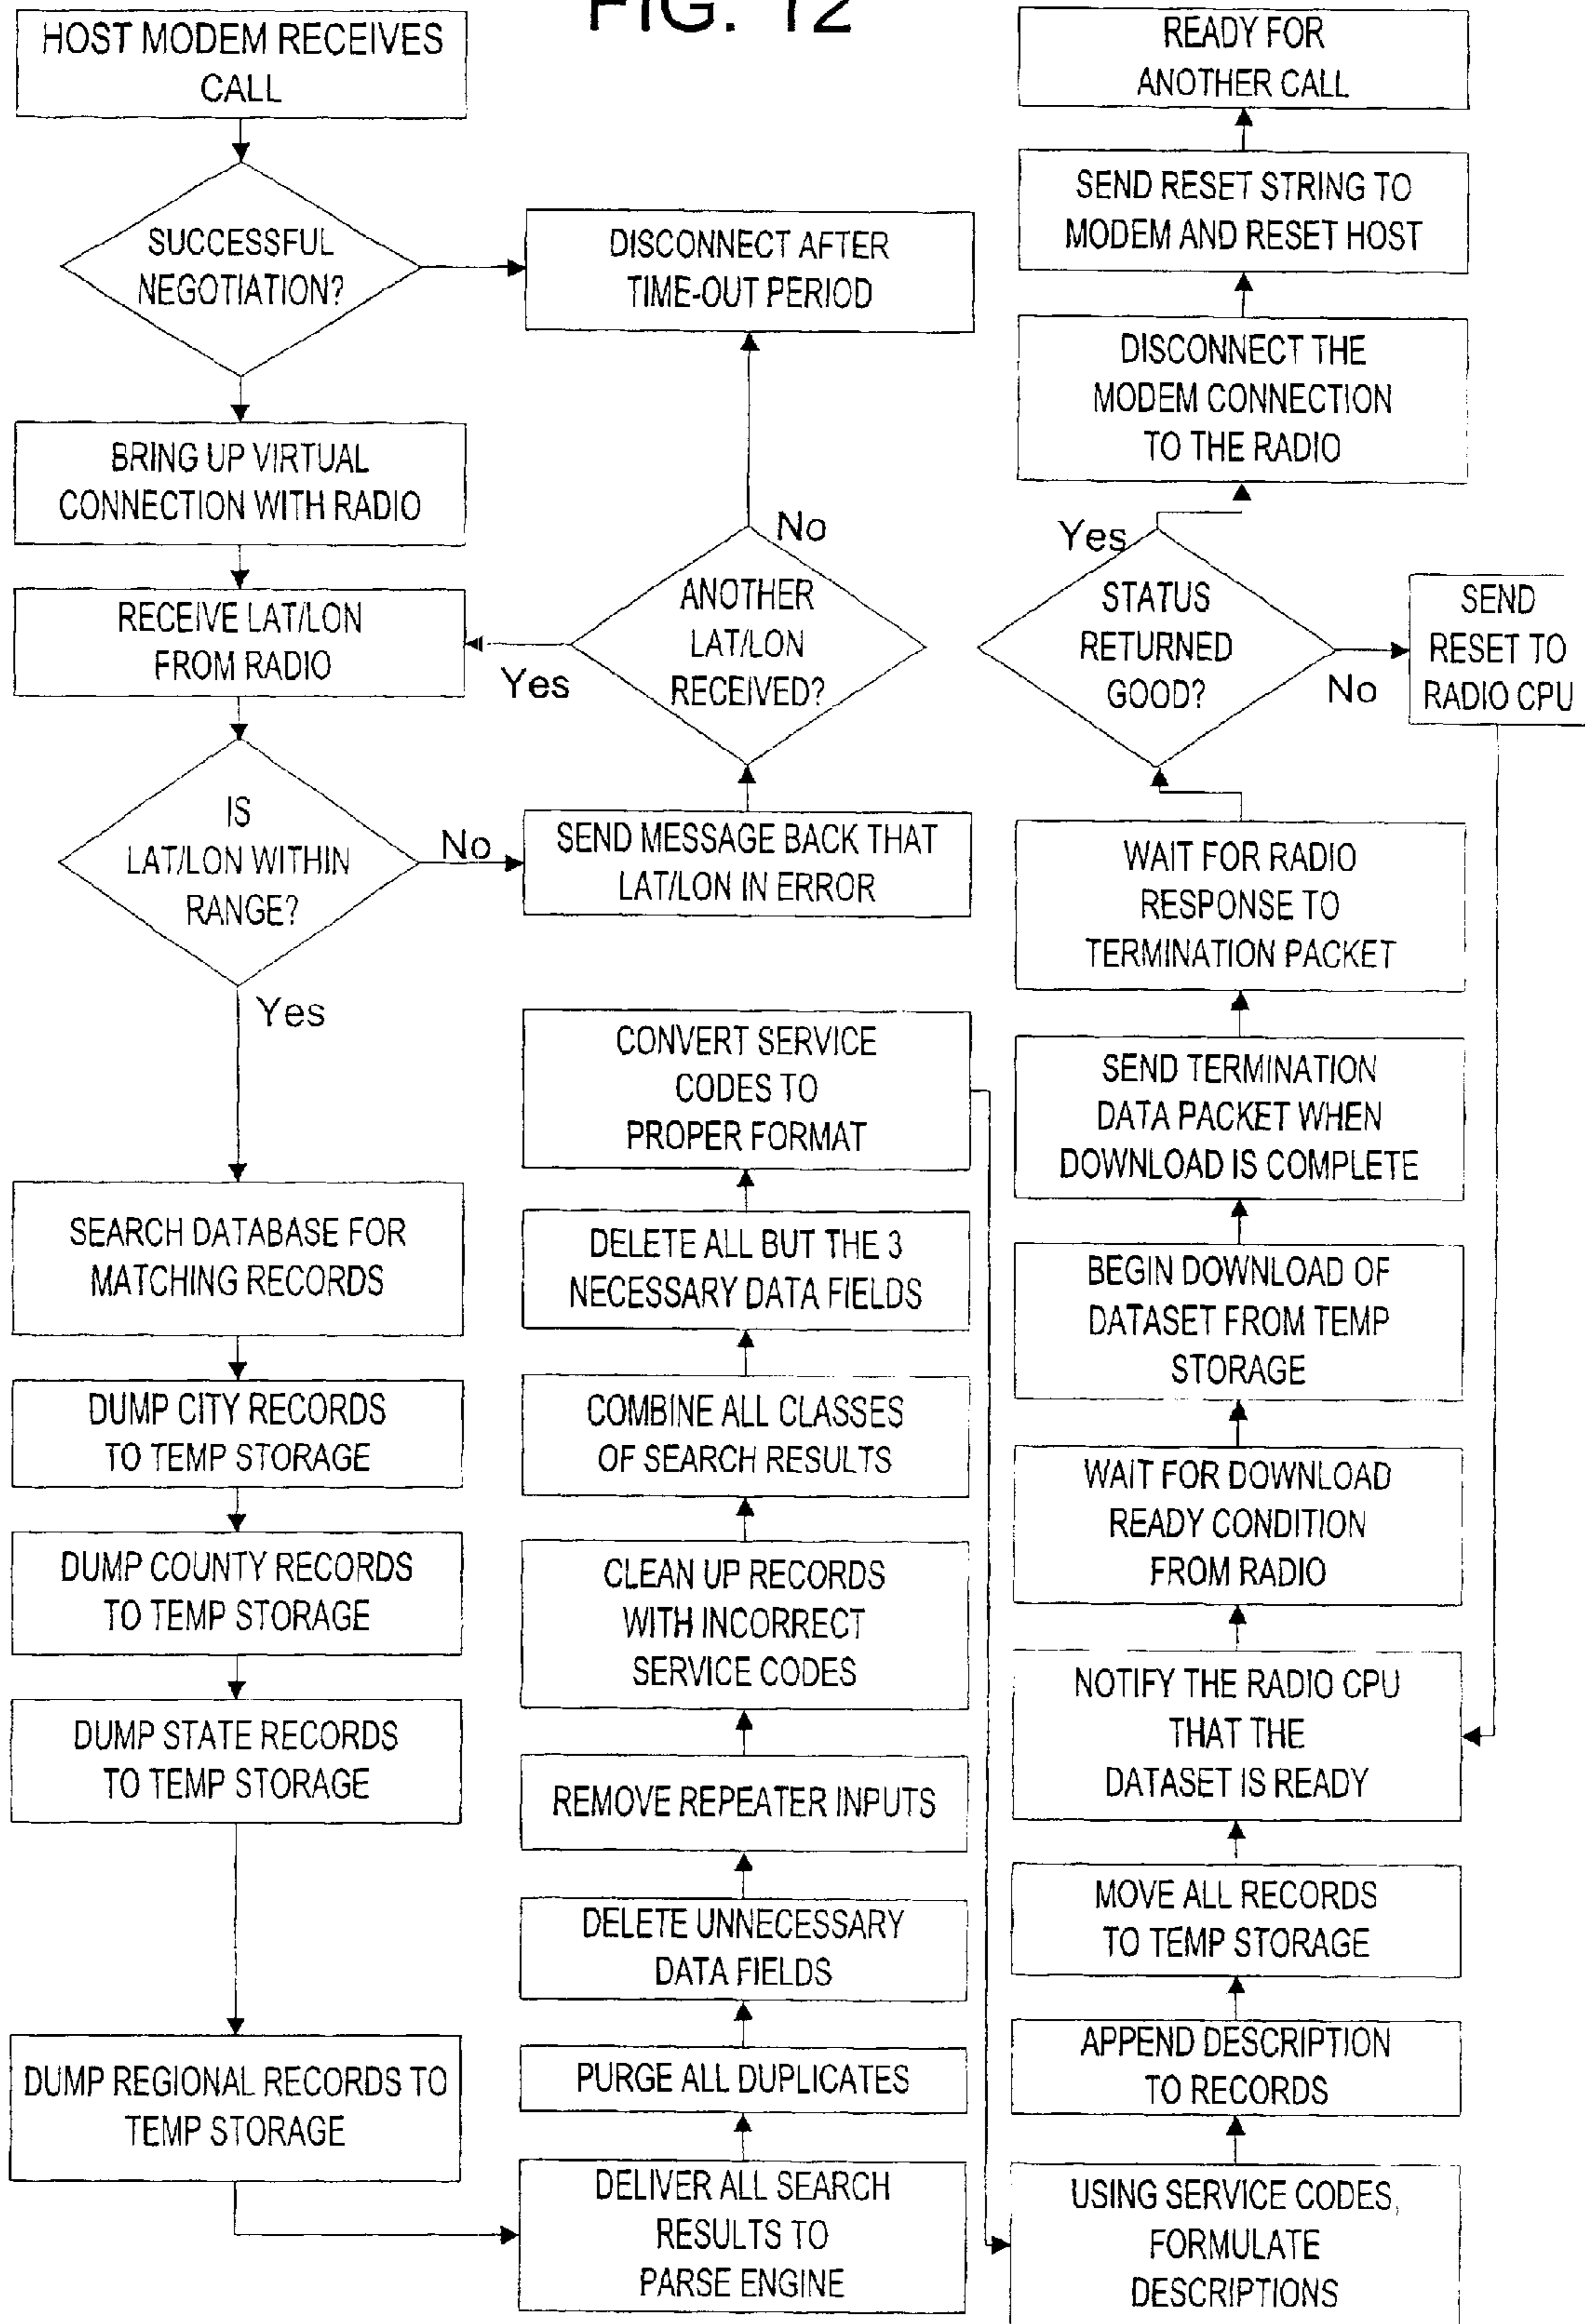 FIG. 12
HOST MODEM RECEIVES
CALL
SUCCESSFUL
NEGOTIATION?
DISCONNECT AFTER
TIME-OUT PERIOD
BRING UP VIRTUAL
CONNECTION WITH RADIO
RECEIVE LAT/LON
FROM RADIO
Yes
ANOTHER
LAT/LON
RECEIVED?
No
IS
LAT/LON WITHIN
RANGE?
No
SEND MESSAGE BACK THAT
LAT/LON IN ERROR
Yes
SEARCH DATABASE FOR
MATCHING RECORDS
DUMP CITY RECORDS
TO TEMP STORAGE
DUMP COUNTY RECORDS
TO TEMP STORAGE
DUMP STATE RECORDS
TO TEMP STORAGE
DUMP REGIONAL RECORDS TO
TEMP STORAGE
DELIVER ALL SEARCH
RESULTS TO
PARSE ENGINE
PURGE ALL DUPLICATES
DELETE UNNECESSARY
DATA FIELDS
REMOVE REPEATER INPUTS
CLEAN UP RECORDS
WITH INCORRECT
SERVICE CODES
COMBINE ALL CLASSES
OF SEARCH RESULTS
DELETE ALL BUT THE 3
NECESSARY DATA FIELDS
CONVERT SERVICE
CODES TO
PROPER FORMAT
USING SERVICE CODES,
FORMULATE
DESCRIPTIONS
APPEND DESCRIPTION
TO RECORDS
MOVE ALL RECORDS
TO TEMP STORAGE
NOTIFY THE RADIO CPU
THAT THE
DATASET IS READY
WAIT FOR DOWNLOAD
READY CONDITION
FROM RADIO
BEGIN DOWNLOAD OF
DATASET FROM TEMP
STORAGE
SEND TERMINATION
DATA PACKET WHEN
DOWNLOAD IS COMPLETE
WAIT FOR RADIO
RESPONSE TO
TERMINATION PACKET
STATUS
RETURNED
GOOD?
No
SEND
RESET TO
RADIO CPU
Yes
DISCONNECT THE
MODEM CONNECTION
TO THE RADIO
SEND RESET STRING TO
MODEM AND RESET HOST
READY FOR
ANOTHER CALL